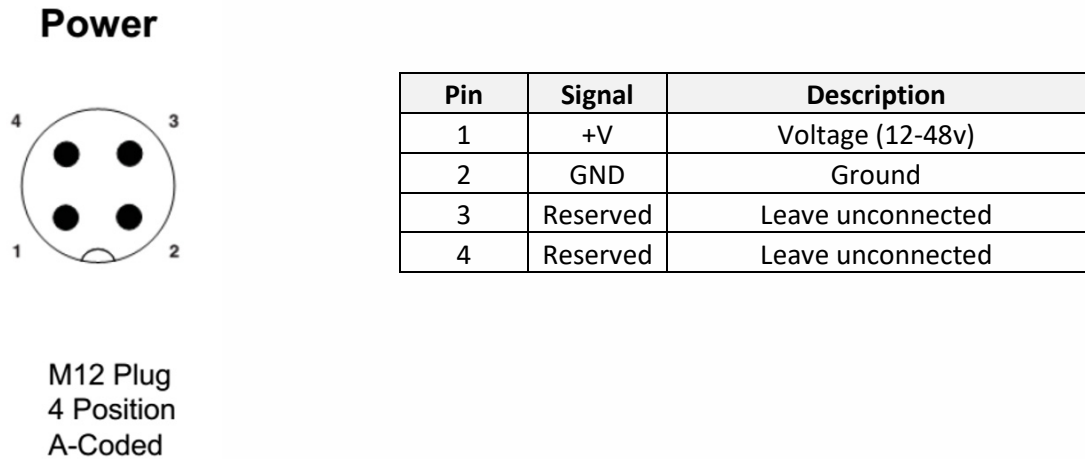 Power
4 3
1 2
M12 Plug
4 Position
A-Coded
Pin Signal Description
1 +V Voltage (12-48v)
2 GND Ground
3 Reserved Leave unconnected
4 Reserved Leave unconnected